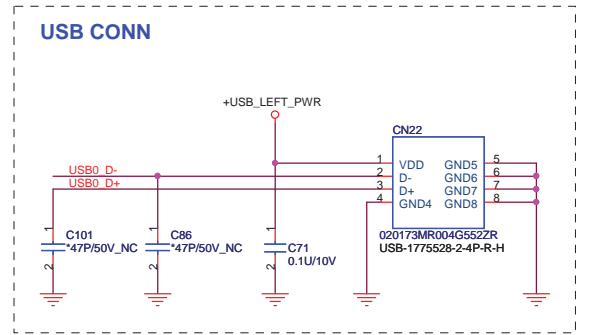 USB CONN
+USB_LEFT_PWR
CN22
1 VDD GND5 5
USB0_D- 2 D- GND6 6
USB0_D+ 3 D+ GND7 7
4 GND4 GND8 8
1 1 1
C101 C86 C71
*47P/50V_NC *47P/50V_NC 0.1U/10V
2 2 2
020173MR004G552ZR
USB-1775528-2-4P-R-H